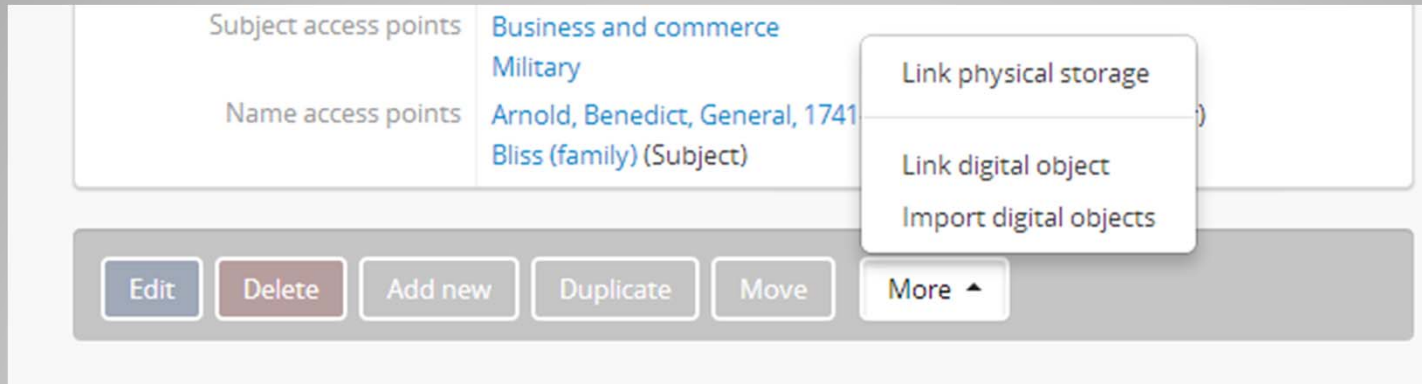 Subject access points Business and commerce
Military
Name access points Arnold, Benedict, General, 1741 )
Bliss (family) (Subject)
Link physical storage
Link digital object
Import digital objects
Edit Delete Add new Duplicate Move More